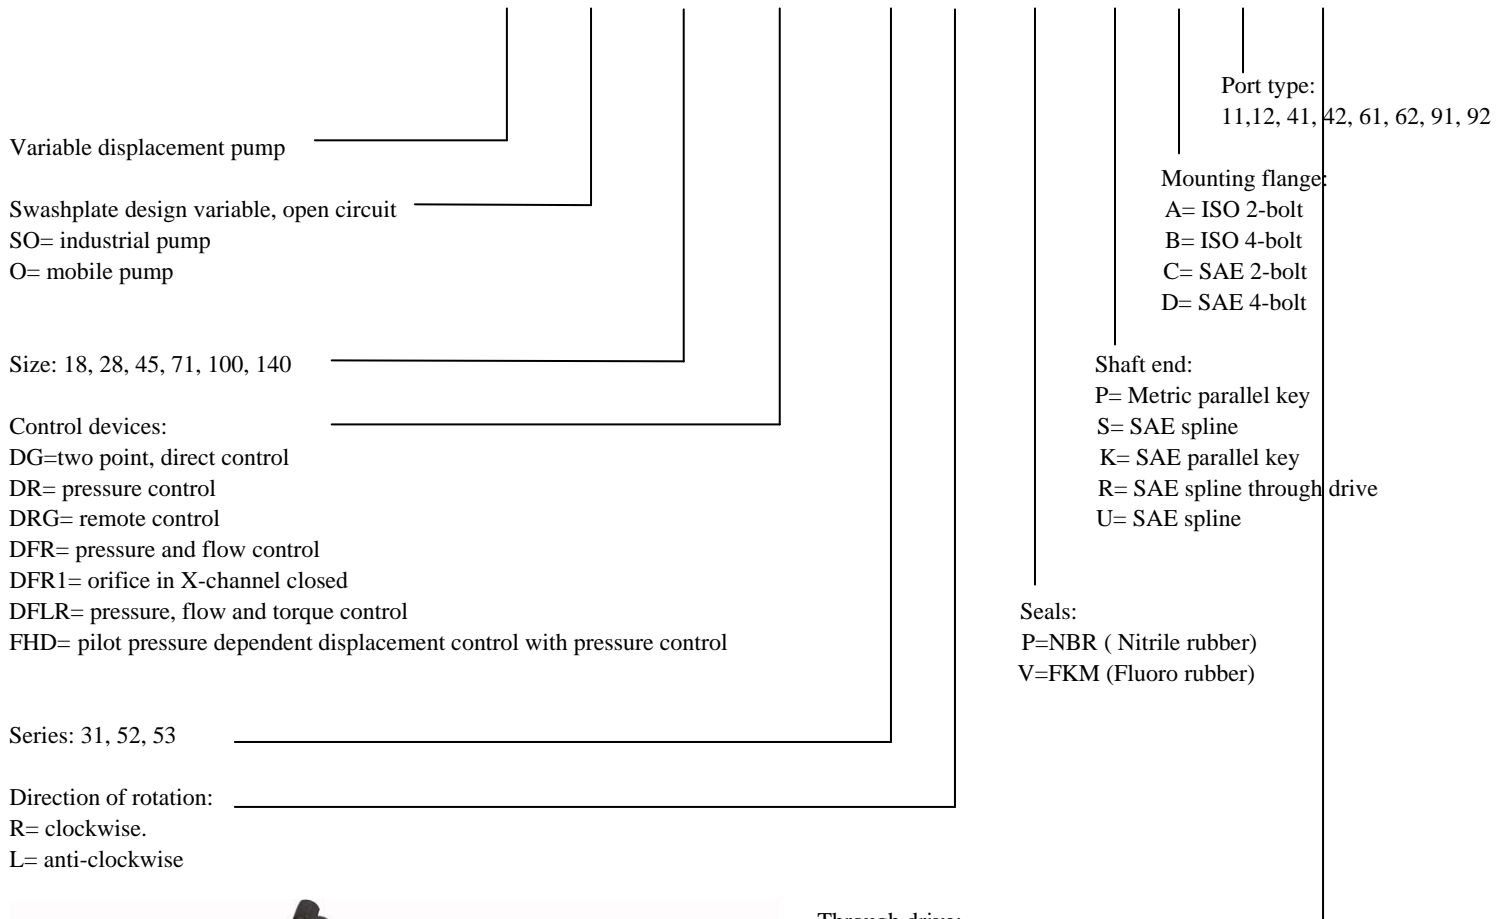 Port type:
11,12, 41, 42, 61, 62, 91, 92
Variable displacement pump
Mounting flange:
A= ISO 2-bolt
B= ISO 4-bolt
C= SAE 2-bolt
D= SAE 4-bolt
Swashplate design variable, open circuit
SO= industrial pump
O= mobile pump
Size: 18, 28, 45, 71, 100, 140
Shaft end:
P= Metric parallel key
S= SAE spline
K= SAE parallel key
R= SAE spline through drive
U= SAE spline
Control devices:
DG=two point, direct control
DR= pressure control
DRG= remote control
DFR= pressure and flow control
DFR1= orifice in X-channel closed
DFLR= pressure, flow and torque control
FHD= pilot pressure dependent displacement control with pressure control
Seals:
P=NBR ( Nitrile rubber)
V=FKM (Fluoro rubber)
Series: 31, 52, 53
Direction of rotation:
R= clockwise.
L= anti-clockwise
Through drive: